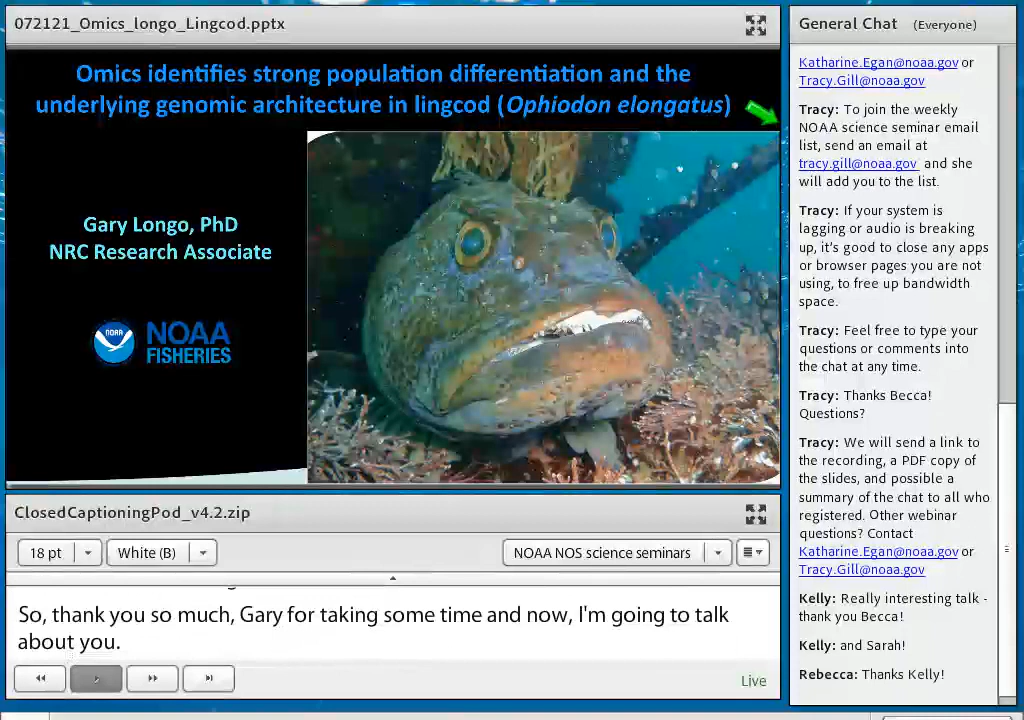 072121_Omics_longo_Lingcod.pptx
Omics identifies strong population differentiation and the
underlying genomic architecture in lingcod (Ophiodon elongatus)
Gary Longo, PhD
NRC Research Associate
NOAA
NOAA
FISHERIES
ClosedCaptioningPod_v4.2.zip
18 pt
White (B)
NOAA NOS science seminars
So, thank you so much, Gary for taking some time and now, I'm going to talk
about you.
Live
General Chat (Everyone)
Katharine.Egan@noaa.gov or
Tracy.Gill@noaa.gov
Tracy: To join the weekly
NOAA science seminar email
list, send an email at
tracy.gill@noaa.gov and she
will add you to the list.
Tracy: If your system is
lagging or audio is breaking
up, it's good to close any apps
or browser pages you are not
using, to free up bandwidth
space.
Tracy: Feel free to type your
questions or comments into
the chat at any time.
Tracy: Thanks Becca!
Questions?
Tracy: We will send a link to
the recording, a PDF copy of
the slides, and possible a
summary of the chat to all who
registered. Other webinar
questions? Contact
Katharine.Egan@noaa.gov or
Tracy.Gill@noaa.gov
Kelly: Really interesting talk -
thank you Becca!
Kelly: and Sarah!
Rebecca: Thanks Kelly!